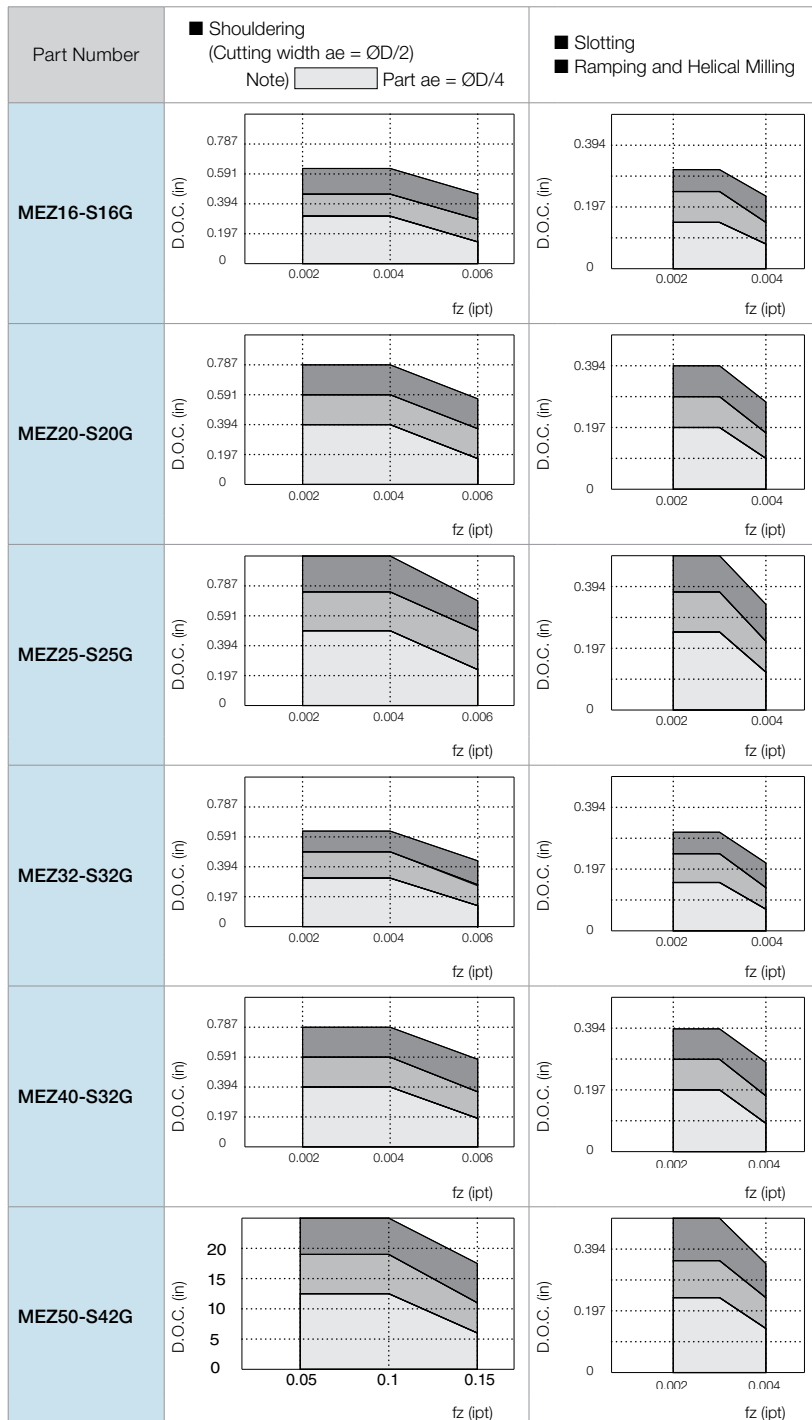 Part Number
■ Shouldering
(Cutting width ae = ØD/2)
Note) Part ae = ØD/4
■ Slotting
■ Ramping and Helical Milling
MEZ16-S16G
D.O.C. (in)
0.787
0.591
0.394
0.197
0
0.002 0.004 0.006
fz (ipt)
D.O.C. (in)
0.394
0.197
0
0.002 0.004
fz (ipt)
MEZ20-S20G
D.O.C. (in)
0.787
0.591
0.394
0.197
0
0.002 0.004 0.006
fz (ipt)
D.O.C. (in)
0.394
0.197
0
0.002 0.004
fz (ipt)
MEZ25-S25G
D.O.C. (in)
0.787
0.591
0.394
0.197
0
0.002 0.004 0.006
fz (ipt)
D.O.C. (in)
0.394
0.197
0
0.002 0.004
fz (ipt)
MEZ32-S32G
D.O.C. (in)
0.787
0.591
0.394
0.197
0
0.002 0.004 0.006
fz (ipt)
D.O.C. (in)
0.394
0.197
0
0.002 0.004
fz (ipt)
MEZ40-S32G
D.O.C. (in)
0.787
0.591
0.394
0.197
0
0.002 0.004 0.006
fz (ipt)
D.O.C. (in)
0.394
0.197
0
0.002 0.004
fz (ipt)
MEZ50-S42G
D.O.C. (in)
20
15
10
5
0
0.05 0.1 0.15
fz (ipt)
D.O.C. (in)
0.394
0.197
0
0.002 0.004
fz (ipt)